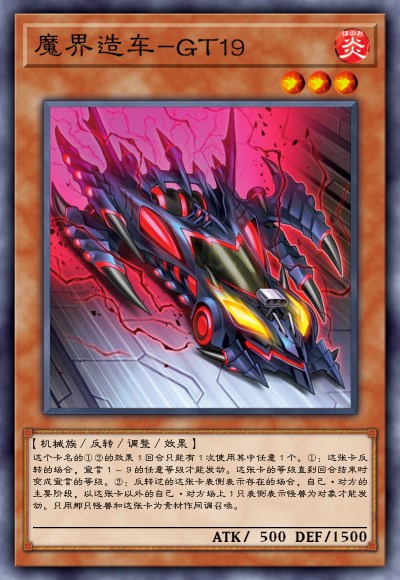 魔界造车-GT19
ほのお
炎
【机械族／反转／调整／效果】
这个卡名的①②的效果1回合只能有1次使用其中任意1个。①：这张卡反
转的场合，宣言1～9的任意等级才能发动。这张卡的等级直到回合结束时
变成宣言的等级。②：反转过的这张卡表侧表示存在的场合，自己·对方的
主要阶段，以这张卡以外的自己·对方场上1只表侧表示怪兽为对象才能发
动。只用那只怪兽和这张卡为素材作同调召唤。
ATK/ 500 DEF/1500